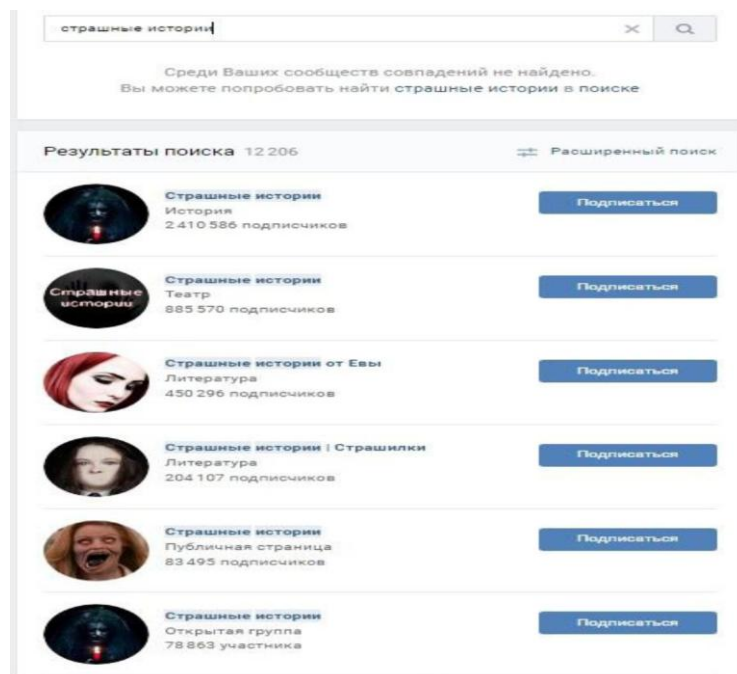 страшные истории
Среди Ваших сообществ совпадений не найдено.
Вы можете попробовать найти страшные истории в поиске
Результаты поиска 12 206
Расширенный поиск
Страшные истории
История
2 410 586 подписчиков
Подписаться
Страшные истории
Страшные истории
Театр
885 570 подписчиков
Подписаться
Страшные истории от Евы
Литература
450 296 подписчиков
Подписаться
Страшные истории | Страшилки
Литература
204 107 подписчиков
Подписаться
Страшные истории
Публичная страница
83 495 подписчиков
Подписаться
Страшные истории
Открытая группа
78 863 участника
Подписаться